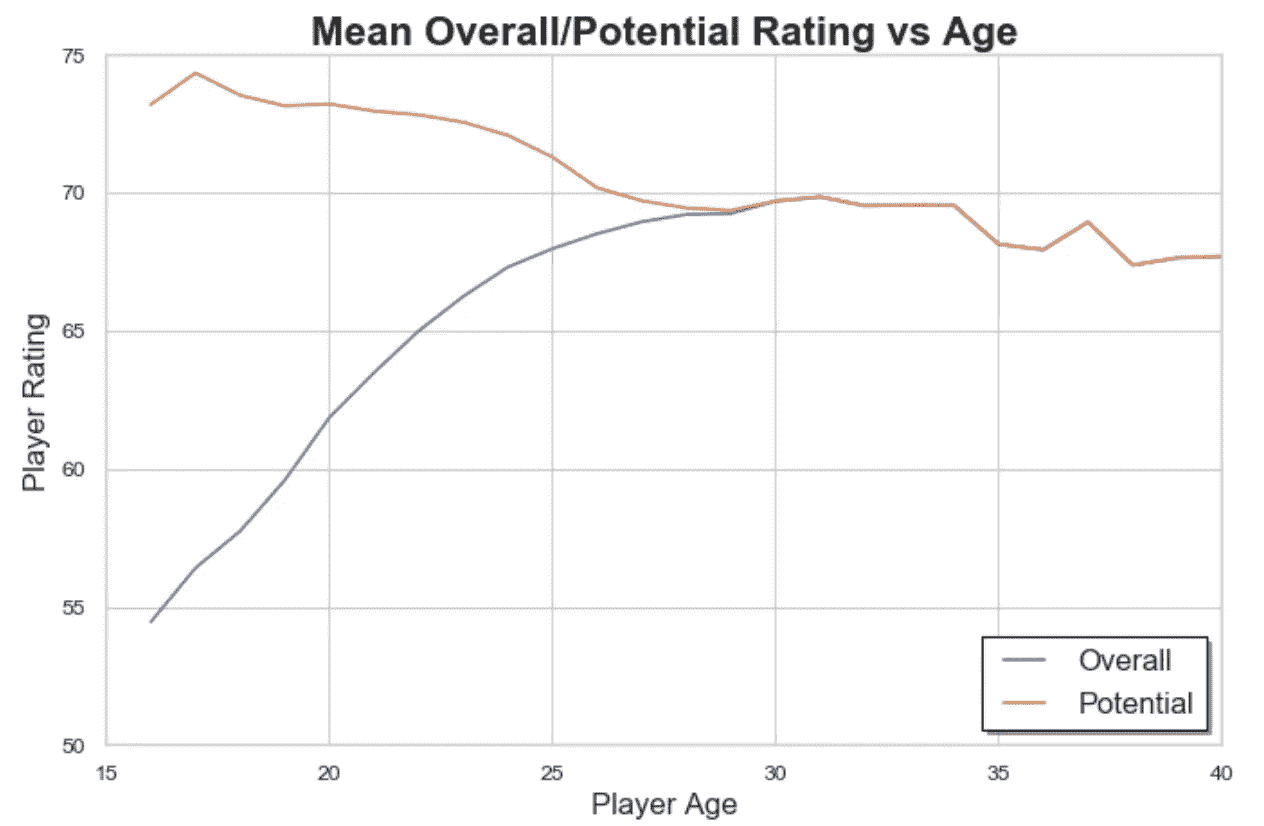 Mean Overall/Potential Rating vs Age
75
70
65
60
55
50
Player Rating
15 20 25 30 35 40
Player Age
Overall
Potential